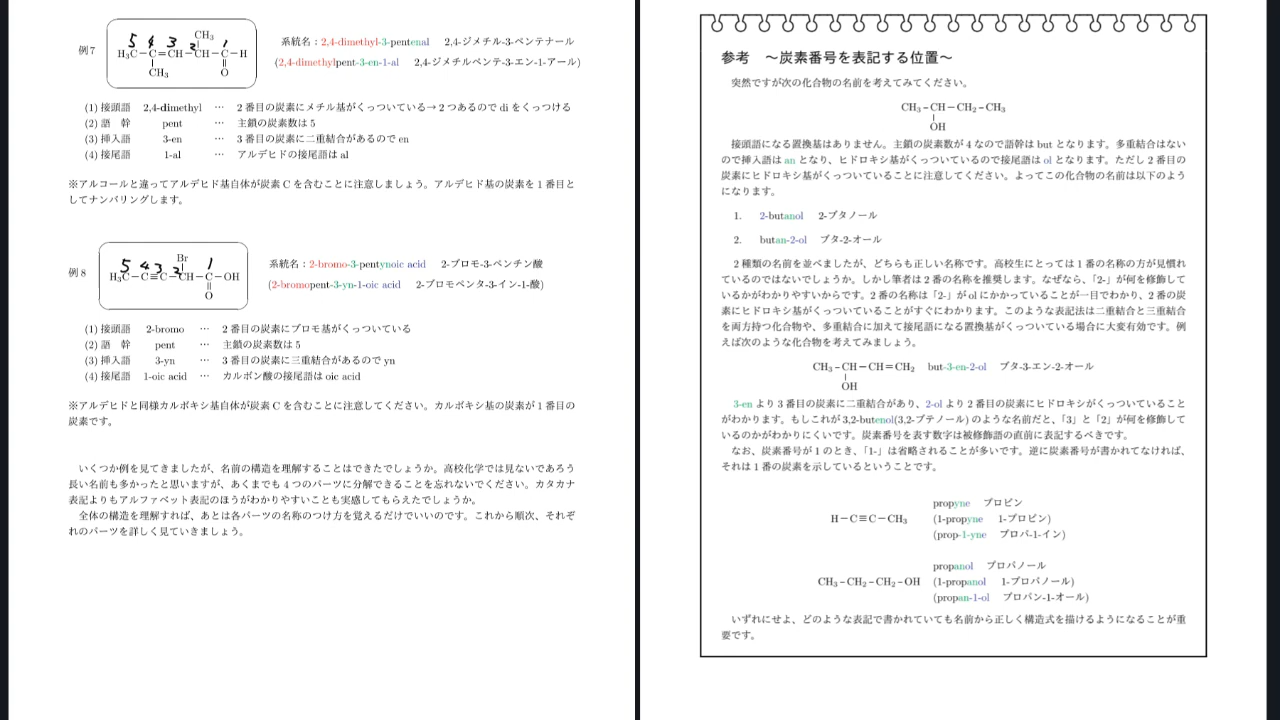 例 7
5 4 3 2 1
CH₃
H₃C－C＝CH－CH－C－H
CH₃ O
系統名：2,4-dimethyl-3-pentenal 2,4-ジメチル-3-ペンテナール
(2,4-dimethylpent-3-en-1-al 2,4-ジメチルペンテ-3-エン-1-アール)
(1) 接頭語 2,4-dimethyl … 2 番目の炭素にメチル基がくっついている→ 2 つあるので di をくっつける
(2) 語 幹 pent … 主鎖の炭素数は 5
(3) 挿入語 3-en … 3 番目の炭素に二重結合があるので en
(4) 接尾語 1-al … アルデヒドの接尾語は al
※アルコールと違ってアルデヒド基自体が炭素 C を含むことに注意しましょう。アルデヒド基の炭素を 1 番目と
してナンバリングします。
例 8
Br
5 4 3 2 1
H₃C－C≡C－CH－C－OH
O
系統名：2-bromo-3-pentynoic acid 2-ブロモ-3-ペンチン酸
(2-bromopent-3-yn-1-oic acid 2-ブロモペンタ-3-イン-1-酸)
(1) 接頭語 2-bromo … 2 番目の炭素にブロモ基がくっついている
(2) 語 幹 pent … 主鎖の炭素数は 5
(3) 挿入語 3-yn … 3 番目の炭素に三重結合があるので yn
(4) 接尾語 1-oic acid … カルボン酸の接尾語は oic acid
※アルデヒドと同様カルボキシ基自体が炭素 C を含むことに注意してください。カルボキシ基の炭素が 1 番目の
炭素です。
いくつか例を見てきましたが、名前の構造を理解することはできたでしょうか。高校化学では見ないであろう
長い名前も多かったと思いますが、あくまでも 4 つのパーツに分解できることを忘れないでください。カタカナ
表記よりもアルファベット表記のほうがわかりやすいことも実感してもらえたでしょうか。
全体の構造を理解すれば、あとは各パーツの名称のつけ方を覚えるだけでいいのです。これから順次、それぞ
れのパーツを詳しく見ていきましょう。
参考 ～炭素番号を表記する位置～
突然ですが次の化合物の名前を考えてみてください。
CH₃－CH－CH₂－CH₃
OH
接頭語になる置換基はありません。主鎖の炭素数が 4 なので語幹は but となります。多重結合はない
ので挿入語は an となり、ヒドロキシ基がくっついているので接尾語は ol となります。ただし 2 番目の
炭素にヒドロキシ基がくっついていることに注意してください。よってこの化合物の名前は以下のよう
になります。
1. 2-butanol 2-ブタノール
2. butan-2-ol ブタ-2-オール
2 種類の名前を並べましたが、どちらも正しい名称です。高校生にとっては 1 番の名称の方が見慣れ
ているのではないでしょうか。しかし筆者は 2 番の名称を推奨します。なぜなら、「2-」が何を修飾して
いるかがわかりやすいからです。2 番の名称は「2-」が ol にかかっていることが一目でわかり、2 番の炭
素にヒドロキシ基がくっついていることがすぐにわかります。このような表記法は二重結合と三重結合
を両方持つ化合物や、多重結合に加えて接尾語になる置換基がくっついている場合に大変有効です。例
えば次のような化合物を考えてみましょう。
CH₃－CH－CH＝CH₂ but-3-en-2-ol ブタ-3-エン-2-オール
OH
3-en より 3 番目の炭素に二重結合があり、2-ol より 2 番目の炭素にヒドロキシがくっついていること
がわかります。もしこれが 3,2-butenol(3,2-ブテノール) のような名前だと、「3」と「2」が何を修飾して
いるのかがわかりにくいです。炭素番号を表す数字は被修飾語の直前に表記するべきです。
なお、炭素番号が 1 のとき、「1-」は省略されることが多いです。逆に炭素番号が書かれてなければ、
それは 1 番の炭素を示しているということです。
propyne プロピン
H－C≡C－CH₃ (1-propyne 1-プロピン)
(prop-1-yne プロパ-1-イン)
propanol プロパノール
CH₃－CH₂－CH₂－OH (1-propanol 1-プロパノール)
(propan-1-ol プロパン-1-オール)
いずれにせよ、どのような表記で書かれていても名前から正しく構造式を描けるようになることが重
要です。